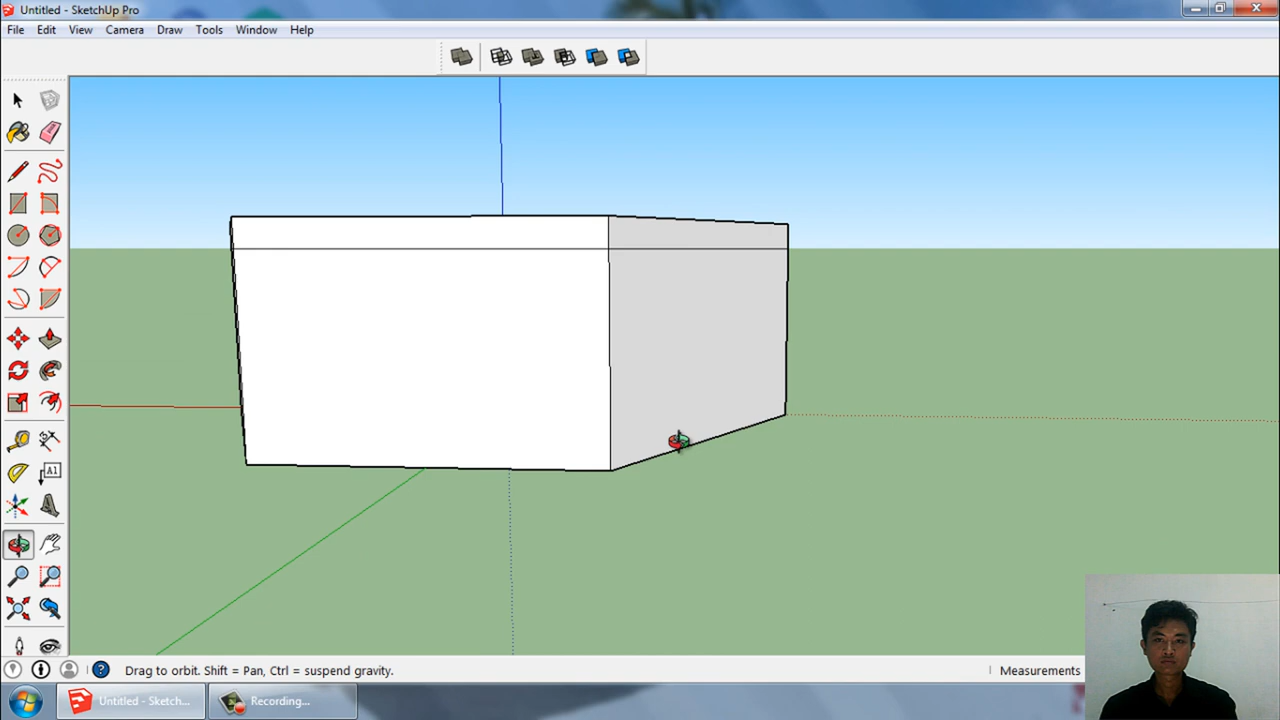 Untitled - SketchUp Pro
File Edit View Camera Draw Tools Window Help
A1
Drag to orbit. Shift = Pan, Ctrl = suspend gravity.
Measurements
Untitled - Sketch...
Recording...